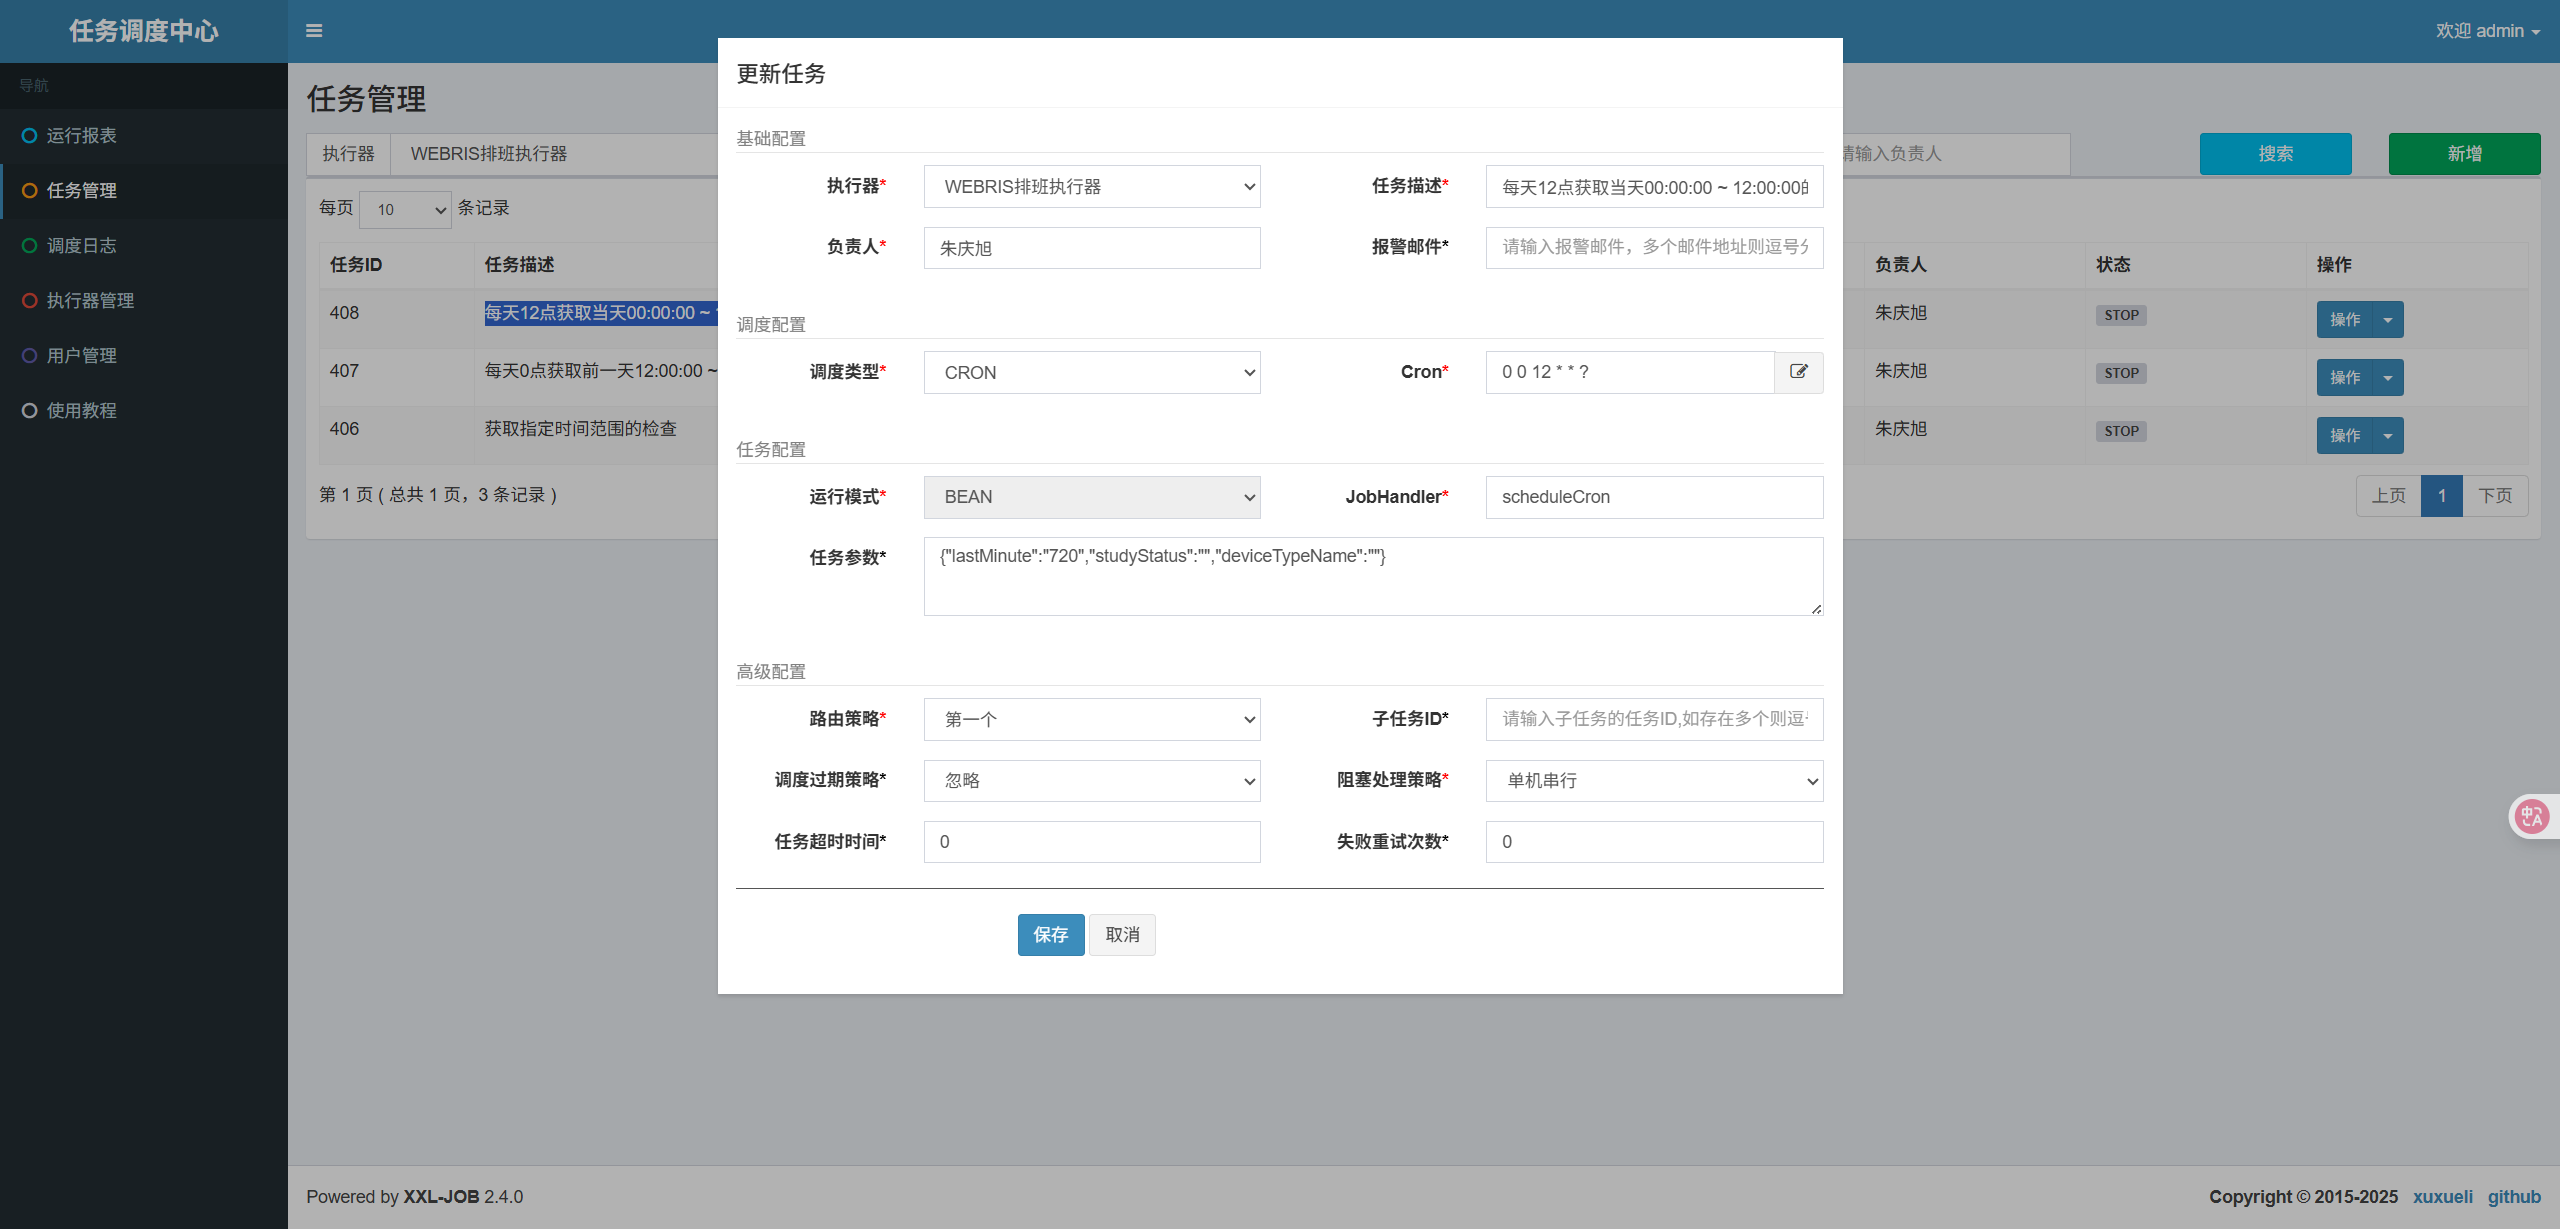 任务调度中心
欢迎 admin
导航
运行报表
任务管理
调度日志
执行器管理
用户管理
使用教程
任务管理
执行器 WEBRIS排班执行器
请输入负责人 搜索 新增
每页 10 条记录
任务ID 任务描述 负责人 状态 操作
408 每天12点获取当天00:00:00 ~ 朱庆旭 STOP 操作
407 每天0点获取前一天12:00:00 ~ 朱庆旭 STOP 操作
406 获取指定时间范围的检查 朱庆旭 STOP 操作
第 1 页 ( 总共 1 页，3 条记录 )
上页 1 下页
更新任务
基础配置
执行器* WEBRIS排班执行器 任务描述* 每天12点获取当天00:00:00 ~ 12:00:00
负责人* 朱庆旭 报警邮件* 请输入报警邮件，多个邮件地址则逗号分
调度配置
调度类型* CRON Cron* 0 0 12 * * ?
任务配置
运行模式* BEAN JobHandler* scheduleCron
任务参数* {"lastMinute":"720","studyStatus":"","deviceTypeName":""}
高级配置
路由策略* 第一个 子任务ID* 请输入子任务的任务ID,如存在多个则逗
调度过期策略* 忽略 阻塞处理策略* 单机串行
任务超时时间* 0 失败重试次数* 0
保存 取消
中A
Powered by XXL-JOB 2.4.0
Copyright © 2015-2025 xuxueli github